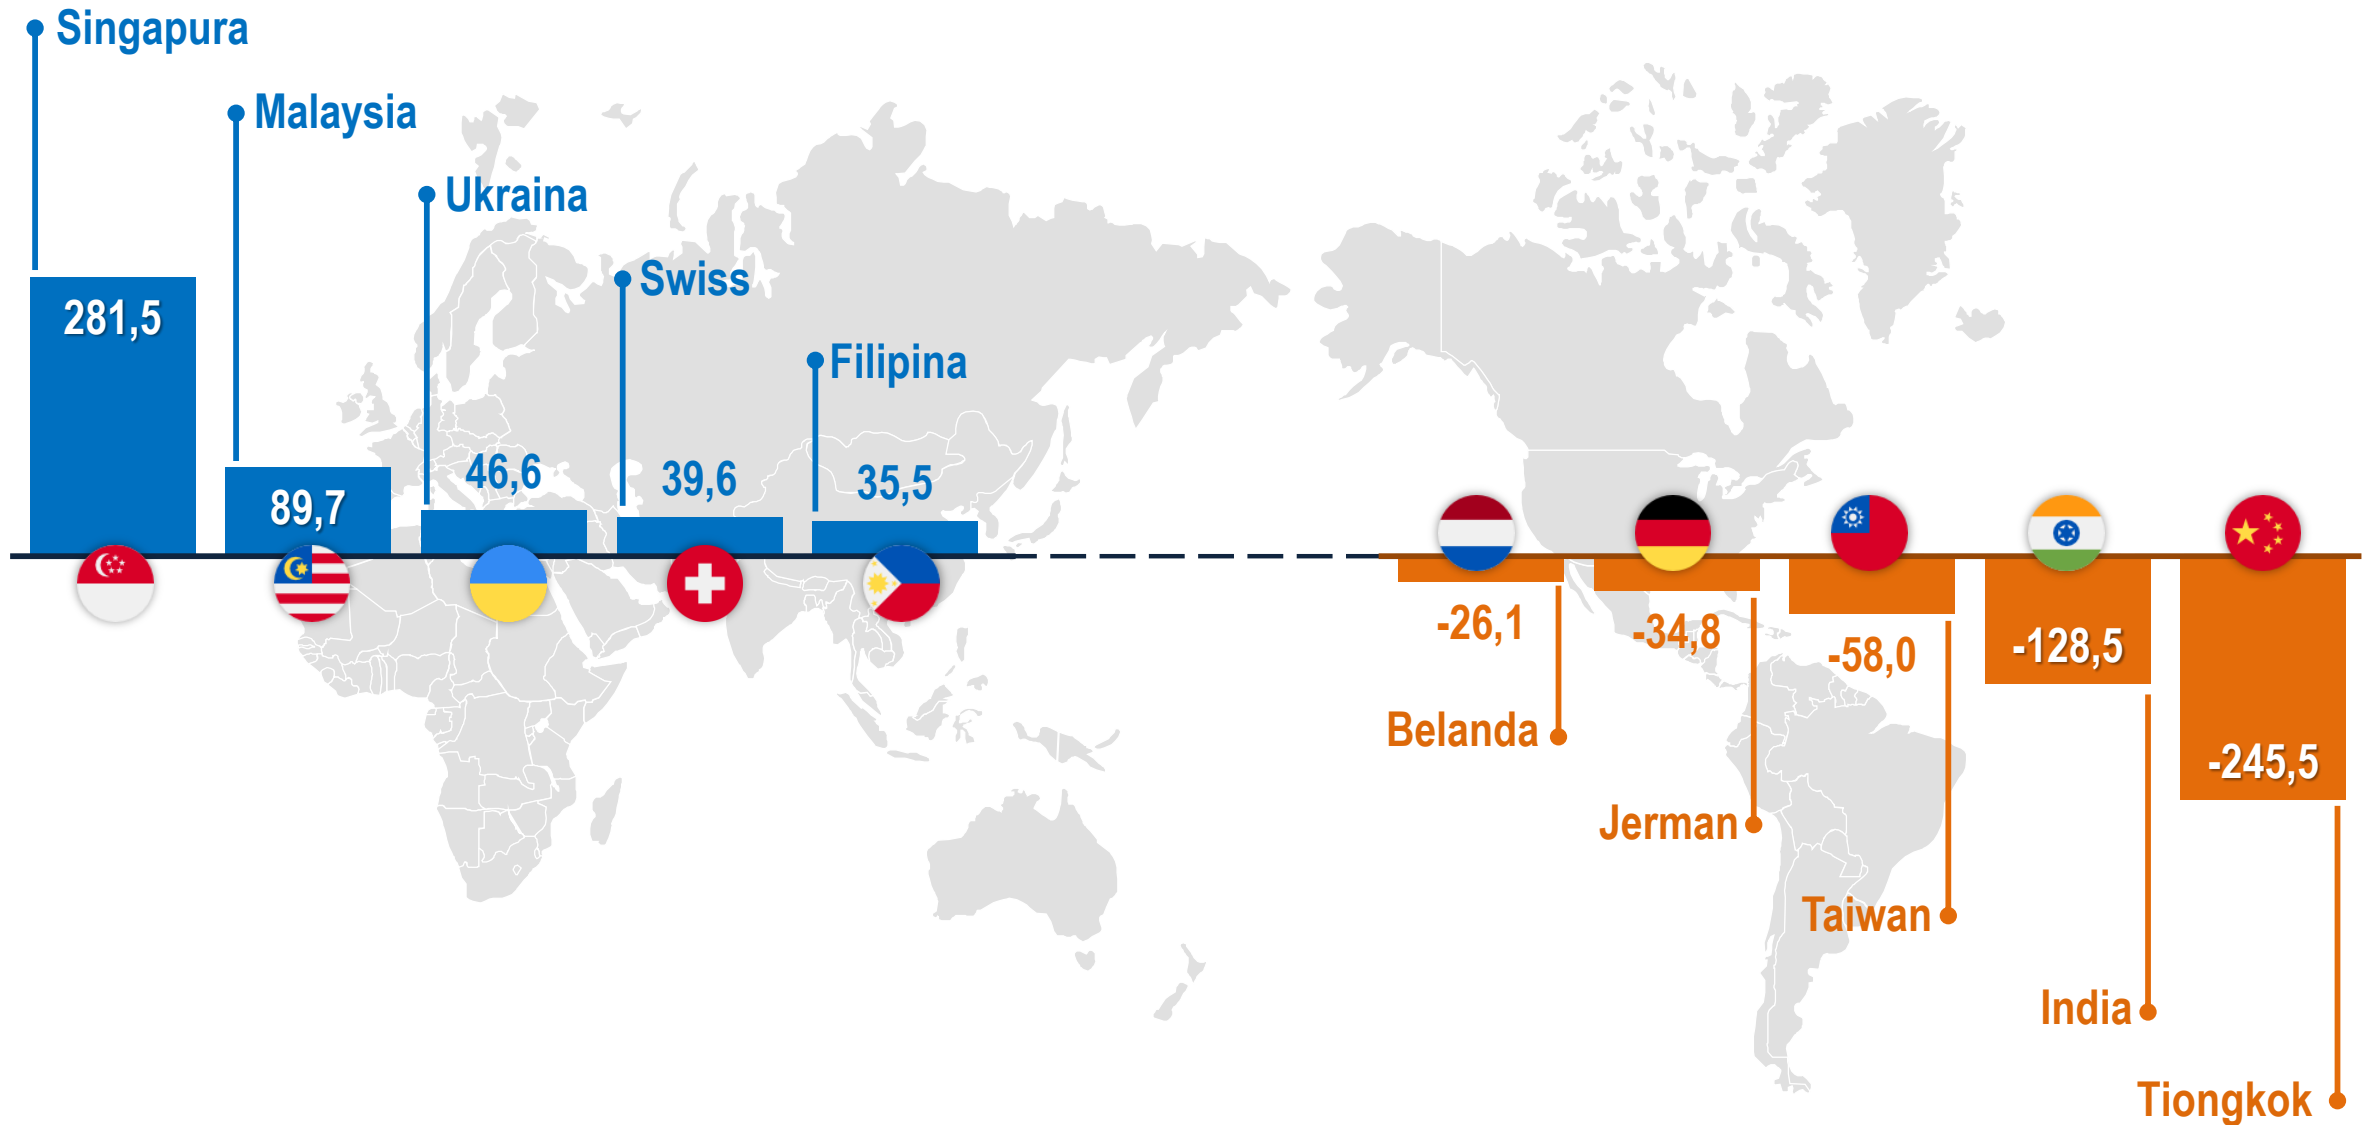 Singapura
Malaysia
Ukraina
Swiss
Filipina
281,5
89,7
46,6
39,6
35,5
-26,1
-34,8
-58,0
-128,5
-245,5
Belanda
Jerman
Taiwan
India
Tiongkok